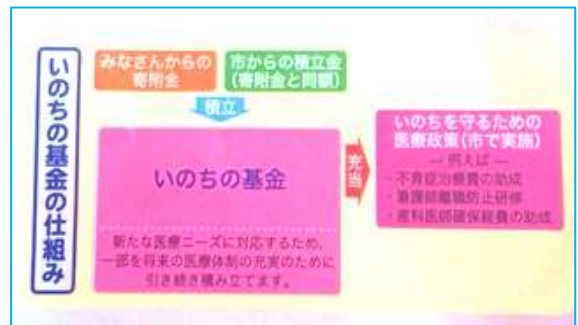 いのちの基金の仕組み
みなさんからの
寄附金
市からの積立金
(寄附金と同額)
積立
いのちの基金
新たな医療ニーズに対応するため、
一部を将来の医療体制の充実のために
引き続き積み立てます。
充当
いのちを守るための
医療政策(市で実施)
― 例えば ―
・不育症治療費の助成
・看護師離職防止研修
・産科医師確保経費の助成